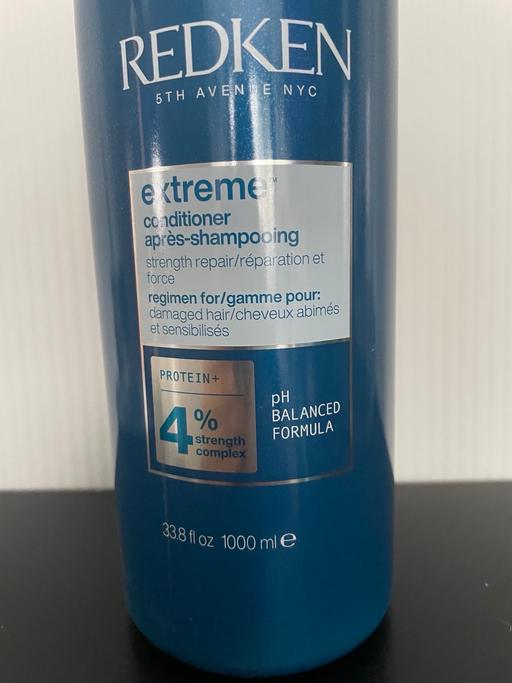 REDKEN
5TH AVENUE NYC
extreme™
conditioner
après-shampooing
strength repair/réparation et
force
regimen for/gamme pour:
damaged hair/cheveux abimés
et sensibilisés
PROTEIN+
4%
strength
complex
pH
BALANCED
FORMULA
33.8 fl oz 1000 ml ℮